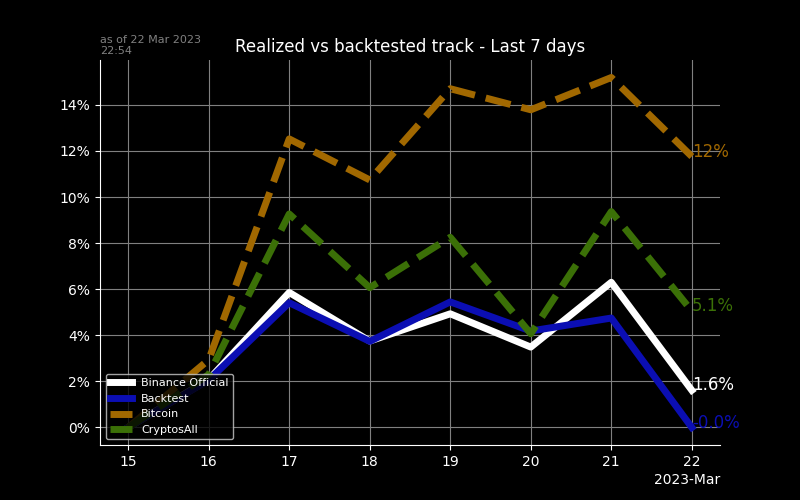 as of 22 Mar 2023
22:54
Realized vs backtested track - Last 7 days
14%
12%
10%
8%
6%
4%
2%
0%
12%
5.1%
1.6%
0.0%
Binance Official
Backtest
Bitcoin
CryptosAll
15 16 17 18 19 20 21 22
2023-Mar